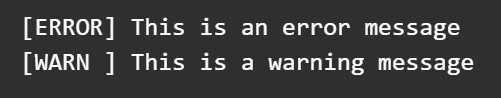 [ERROR] This is an error message
[WARN ] This is a warning message